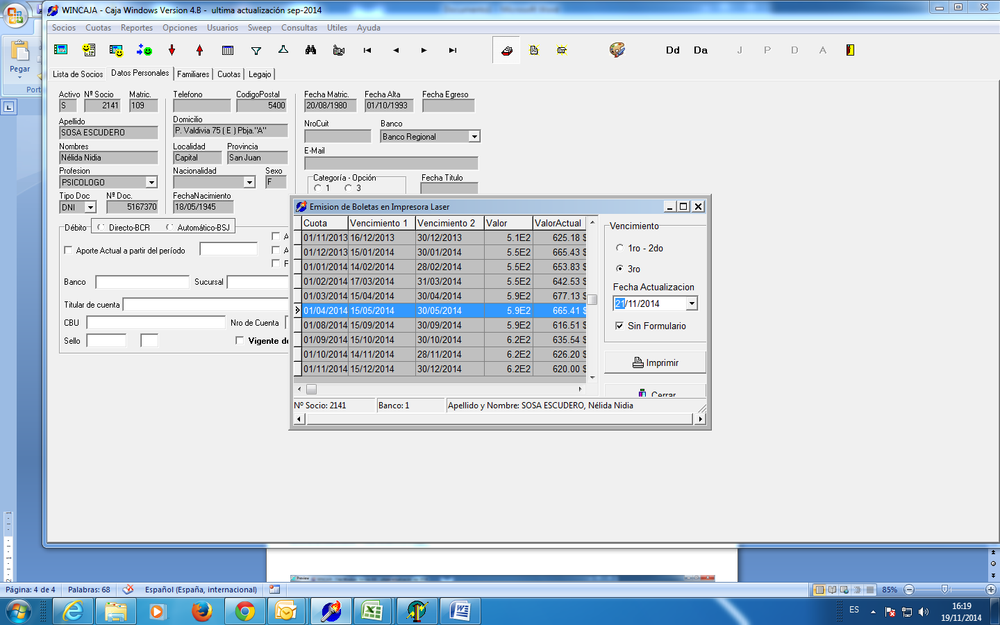 WINCAJA - Caja Windows Version 4.B - ultima actualización sep-2014
Socios Cuotas Reportes Opciones Usuarios Sweep Consultas Utiles Ayuda
Pegar
Dd Da J P D A
Lista de Socios Datos Personales Familiares Cuotas Legajo
Activo Nº Socio Matric. Telefono CodigoPostal Fecha Matric. Fecha Alta Fecha Egreso
S 2141 109 5400 20/08/1980 01/10/1993
Apellido Domicilio NroCuit Banco
SOSA ESCUDERO P. Valdivia 75 ( E ) Pbja."A" Banco Regional
Nombres Localidad Provincia E-Mail
Nélida Nidia Capital San Juan
Profesion Nacionalidad Sexo Categoría - Opción Fecha Titulo
PSICOLOGO F 1 3
Tipo Doc Nº Doc. FechaNacimiento
DNI 5167370 18/05/1945
Débito Directo-BCR Automático-BSJ
Aporte Actual a partir del período
Banco Sucursal
Titular de cuenta
CBU Nro de Cuenta
Sello Vigente de
Emision de Boletas en Impresora Laser
Cuota Vencimiento 1 Vencimiento 2 Valor ValorActual
01/11/2013 16/12/2013 30/12/2013 5.1E2 625.18 $
01/12/2013 15/01/2014 30/01/2014 5.5E2 665.43 $
01/01/2014 14/02/2014 28/02/2014 5.5E2 653.83 $
01/02/2014 17/03/2014 31/03/2014 5.5E2 642.53 $
01/03/2014 15/04/2014 30/04/2014 5.9E2 677.13 $
01/04/2014 15/05/2014 30/05/2014 5.9E2 665.41 $
01/08/2014 15/09/2014 30/09/2014 5.9E2 616.51 $
01/09/2014 15/10/2014 30/10/2014 6.2E2 635.54 $
01/10/2014 14/11/2014 28/11/2014 6.2E2 626.20 $
01/11/2014 15/12/2014 30/12/2014 6.2E2 620.00 $
Vencimiento
1ro - 2do
3ro
Fecha Actualizacion
21/11/2014
Sin Formulario
Imprimir
Cerrar
Nº Socio: 2141 Banco: 1 Apellido y Nombre: SOSA ESCUDERO, Nélida Nidia
Página: 4 de 4 Palabras: 68 Español (España, internacional) 85%
ES 16:19
19/11/2014